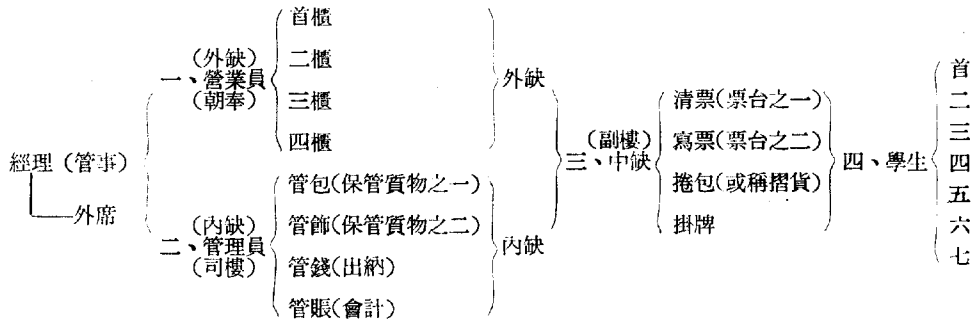 經理（管事）
外席
(外缺)
一、營業員
(朝奉)
首櫃
二櫃
三櫃
四櫃
外缺
(內缺)
二、管理員
(司樓)
管包(保管質物之一)
管飾(保管質物之二)
管錢(出納)
管賬(會計)
內缺
(副樓)
三、中缺
清票(票台之一)
寫票(票台之二)
捲包(或稱摺貨)
掛牌
四、學生
首
二
三
四
五
六
七